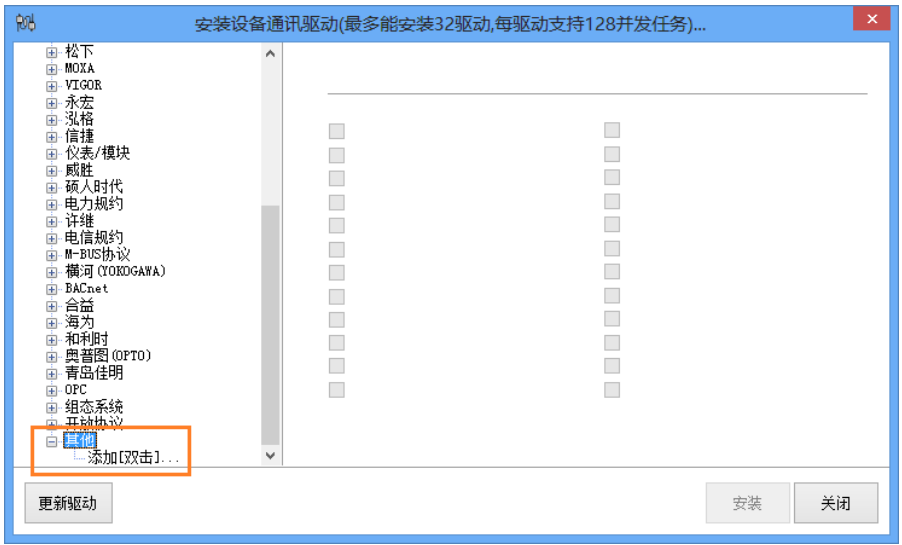 安装设备通讯驱动(最多能安装32驱动,每驱动支持128并发任务)...
松下
MOXA
VIGOR
永宏
泓格
信捷
仪表/模块
威胜
硕人时代
电力规约
许继
电信规约
M-BUS协议
横河(YOKOGAWA)
BACnet
合益
海为
和利时
奥普图(OPTO)
青岛佳明
OPC
组态系统
开放协议
其他
添加[双击]...
更新驱动
安装
关闭